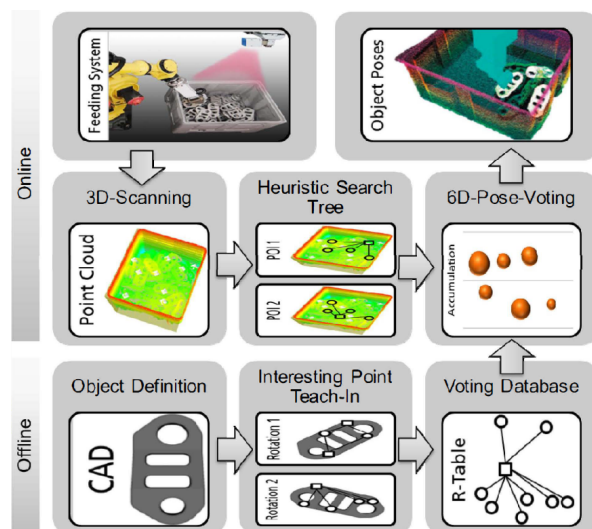 Online
Feeding System
Object Poses
3D-Scanning
Heuristic Search
Tree
6D-Pose-Voting
Point Cloud
POI 1
POI 2
Accumulation
Offline
Object Definition
Interesting Point
Teach-In
Voting Database
CAD
Rotation 1
Rotation 2
R-Table